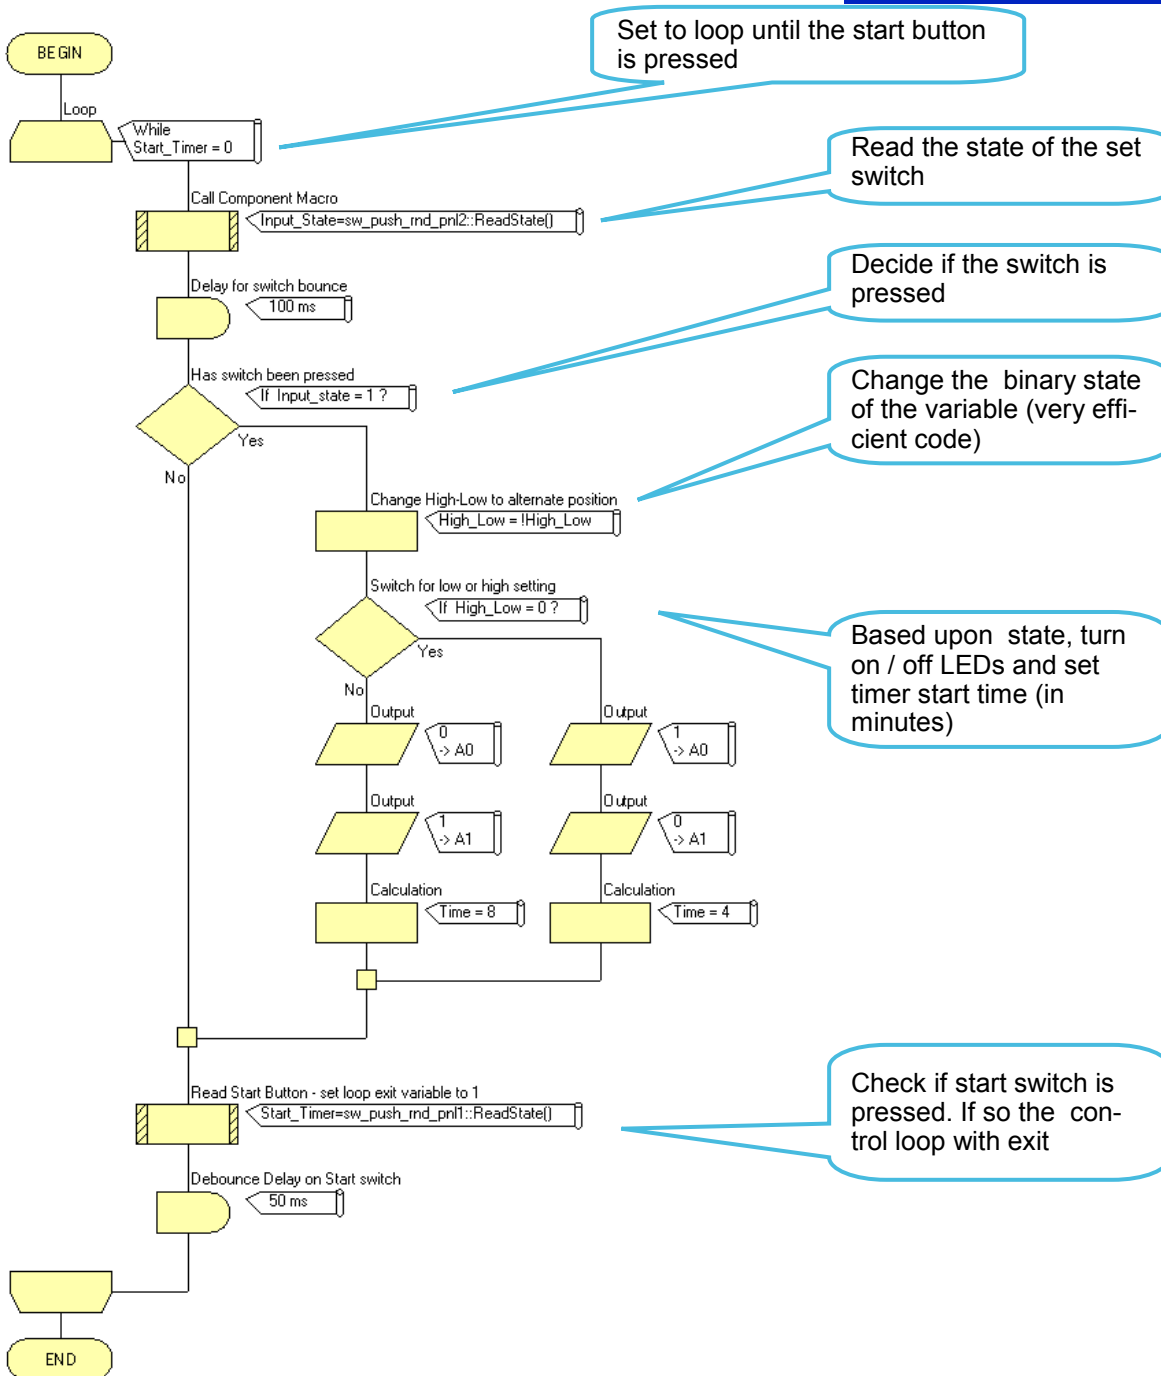 Set to loop until the start button
is pressed
BEGIN
Loop
While
Start_Timer = 0
Read the state of the set
switch
Call Component Macro
Input_State=sw_push_rnd_pnl2::ReadState()
Decide if the switch is
pressed
Delay for switch bounce
100 ms
Has switch been pressed
If Input_state = 1 ?
Yes
No
Change the binary state
of the variable (very effi-
cient code)
Change High-Low to alternate position
High_Low = !High_Low
Switch for low or high setting
If High_Low = 0 ?
Yes
No
Based upon state, turn
on / off LEDs and set
timer start time (in
minutes)
Output
0
-> A0
Output
1
-> A0
Output
1
-> A1
Output
0
-> A1
Calculation
Time = 8
Calculation
Time = 4
Read Start Button - set loop exit variable to 1
Start_Timer=sw_push_rnd_pnl1::ReadState()
Check if start switch is
pressed. If so the con-
trol loop with exit
Debounce Delay on Start switch
50 ms
END